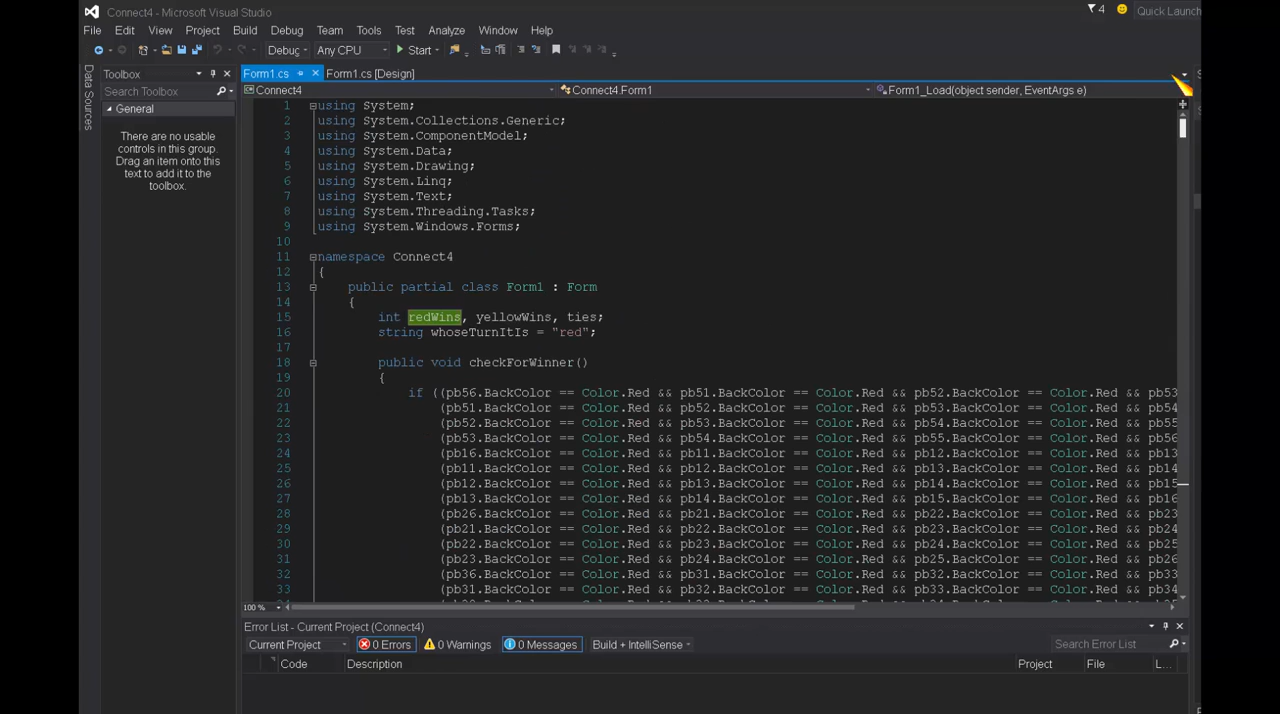 Connect4 - Microsoft Visual Studio
4
Quick Launch
File Edit View Project Build Debug Team Tools Test Analyze Window Help
Debug Any CPU Start
Data Sources
Toolbox
Search Toolbox
General
There are no usable
controls in this group.
Drag an item onto this
text to add it to the
toolbox.
Form1.cs Form1.cs [Design]
Connect4 Connect4.Form1 Form1_Load(object sender, EventArgs e)
1 using System;
2 using System.Collections.Generic;
3 using System.ComponentModel;
4 using System.Data;
5 using System.Drawing;
6 using System.Linq;
7 using System.Text;
8 using System.Threading.Tasks;
9 using System.Windows.Forms;
10
11 namespace Connect4
12 {
13 public partial class Form1 : Form
14 {
15 int redWins, yellowWins, ties;
16 string whoseTurnItIs = "red";
17
18 public void checkForWinner()
19 {
20 if ((pb56.BackColor == Color.Red && pb51.BackColor == Color.Red && pb52.BackColor == Color.Red && pb53
21 (pb51.BackColor == Color.Red && pb52.BackColor == Color.Red && pb53.BackColor == Color.Red && pb54
22 (pb52.BackColor == Color.Red && pb53.BackColor == Color.Red && pb54.BackColor == Color.Red && pb55
23 (pb53.BackColor == Color.Red && pb54.BackColor == Color.Red && pb55.BackColor == Color.Red && pb56
24 (pb16.BackColor == Color.Red && pb11.BackColor == Color.Red && pb12.BackColor == Color.Red && pb13
25 (pb11.BackColor == Color.Red && pb12.BackColor == Color.Red && pb13.BackColor == Color.Red && pb14
26 (pb12.BackColor == Color.Red && pb13.BackColor == Color.Red && pb14.BackColor == Color.Red && pb15
27 (pb13.BackColor == Color.Red && pb14.BackColor == Color.Red && pb15.BackColor == Color.Red && pb16
28 (pb26.BackColor == Color.Red && pb21.BackColor == Color.Red && pb22.BackColor == Color.Red && pb23
29 (pb21.BackColor == Color.Red && pb22.BackColor == Color.Red && pb23.BackColor == Color.Red && pb24
30 (pb22.BackColor == Color.Red && pb23.BackColor == Color.Red && pb24.BackColor == Color.Red && pb25
31 (pb23.BackColor == Color.Red && pb24.BackColor == Color.Red && pb25.BackColor == Color.Red && pb26
32 (pb36.BackColor == Color.Red && pb31.BackColor == Color.Red && pb32.BackColor == Color.Red && pb33
33 (pb31.BackColor == Color.Red && pb32.BackColor == Color.Red && pb33.BackColor == Color.Red && pb34
100 %
Error List - Current Project (Connect4)
Current Project 0 Errors 0 Warnings 0 Messages Build + IntelliSense Search Error List
Code Description Project File L...